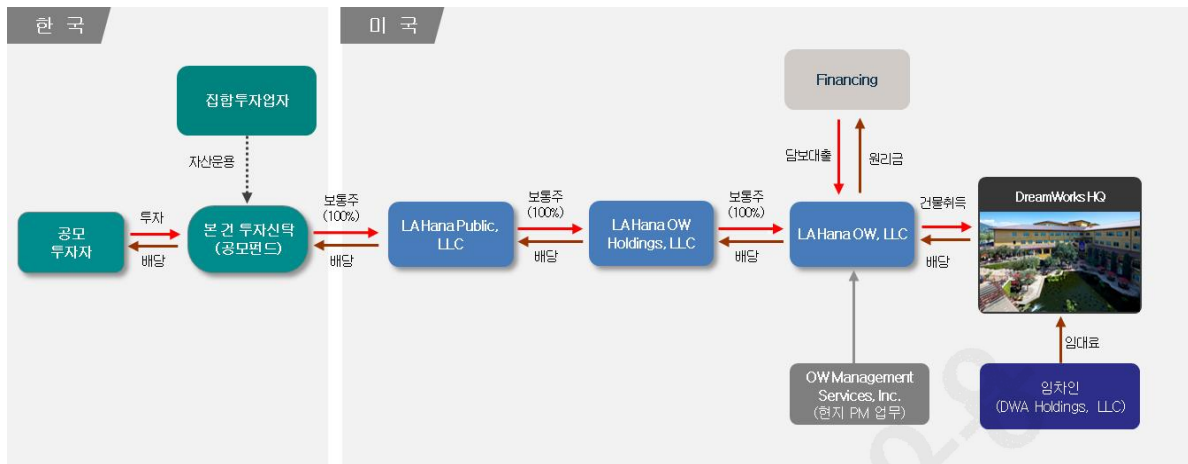 한 국
미 국
집합투자업자
Financing
자산운용
담보대출
원리금
공모
투자자
투자
배당
본 건 투자신탁
(공모펀드)
보통주
(100%)
배당
LA Hana Public,
LLC
보통주
(100%)
배당
LA Hana OW
Holdings, LLC
보통주
(100%)
배당
LA Hana OW, LLC
건물취득
배당
DreamWorks HQ
임대료
OW Management
Services, Inc.
(현지 PM 업무)
임차인
(DWA Holdings, LLC)